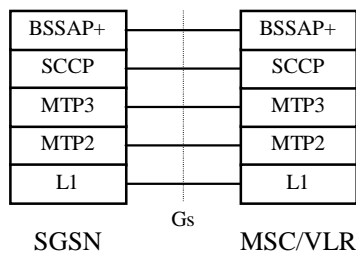 BSSAP+ BSSAP+
SCCP SCCP
MTP3 MTP3
MTP2 MTP2
L1 L1
Gs
SGSN MSC/VLR